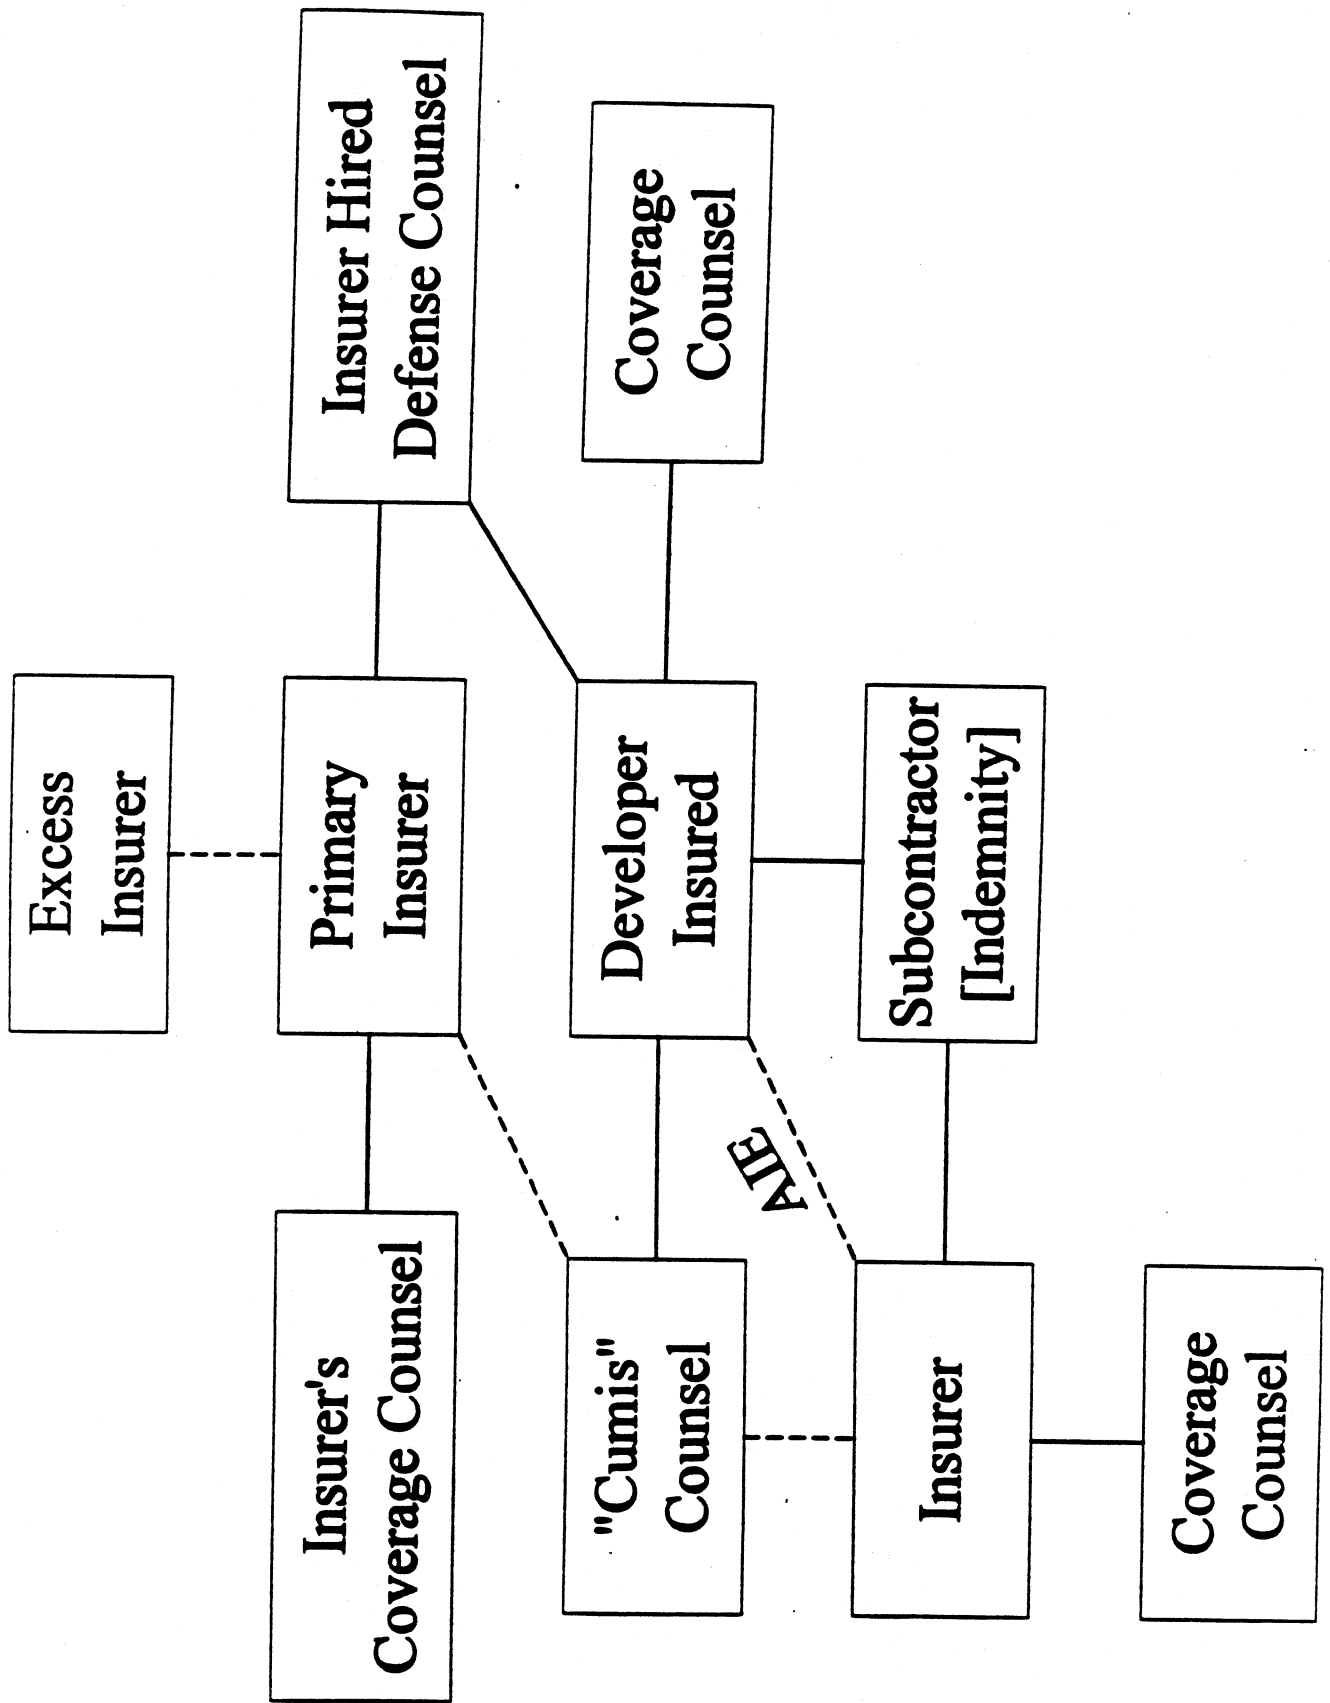 Excess
Insurer
Insurer's
Coverage Counsel
Primary
Insurer
Insurer Hired
Defense Counsel
"Cumis"
Counsel
Developer
Insured
Coverage
Counsel
AIE
Insurer
Subcontractor
[Indemnity]
Coverage
Counsel